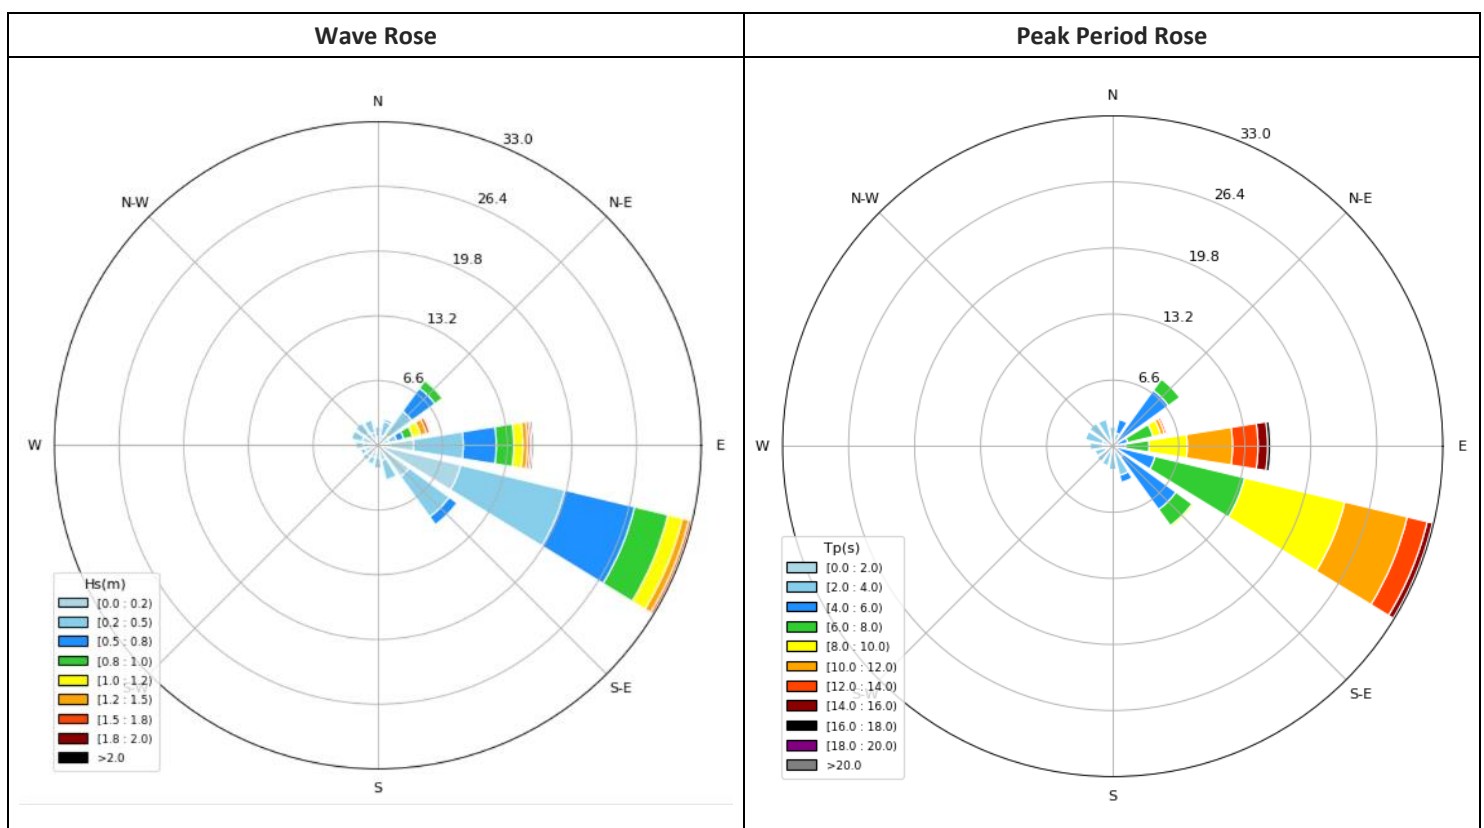 Wave Rose
Peak Period Rose
N
33.0
26.4
19.8
13.2
6.6
N-W
N-E
W
E
S-W
S-E
S
Hs(m)
[0.0 : 0.2)
[0.2 : 0.5)
[0.5 : 0.8)
[0.8 : 1.0)
[1.0 : 1.2)
[1.2 : 1.5)
[1.5 : 1.8)
[1.8 : 2.0)
>2.0
N
33.0
26.4
19.8
13.2
6.6
N-W
N-E
W
E
S-W
S-E
S
Tp(s)
[0.0 : 2.0)
[2.0 : 4.0)
[4.0 : 6.0)
[6.0 : 8.0)
[8.0 : 10.0)
[10.0 : 12.0)
[12.0 : 14.0)
[14.0 : 16.0)
[16.0 : 18.0)
[18.0 : 20.0)
>20.0